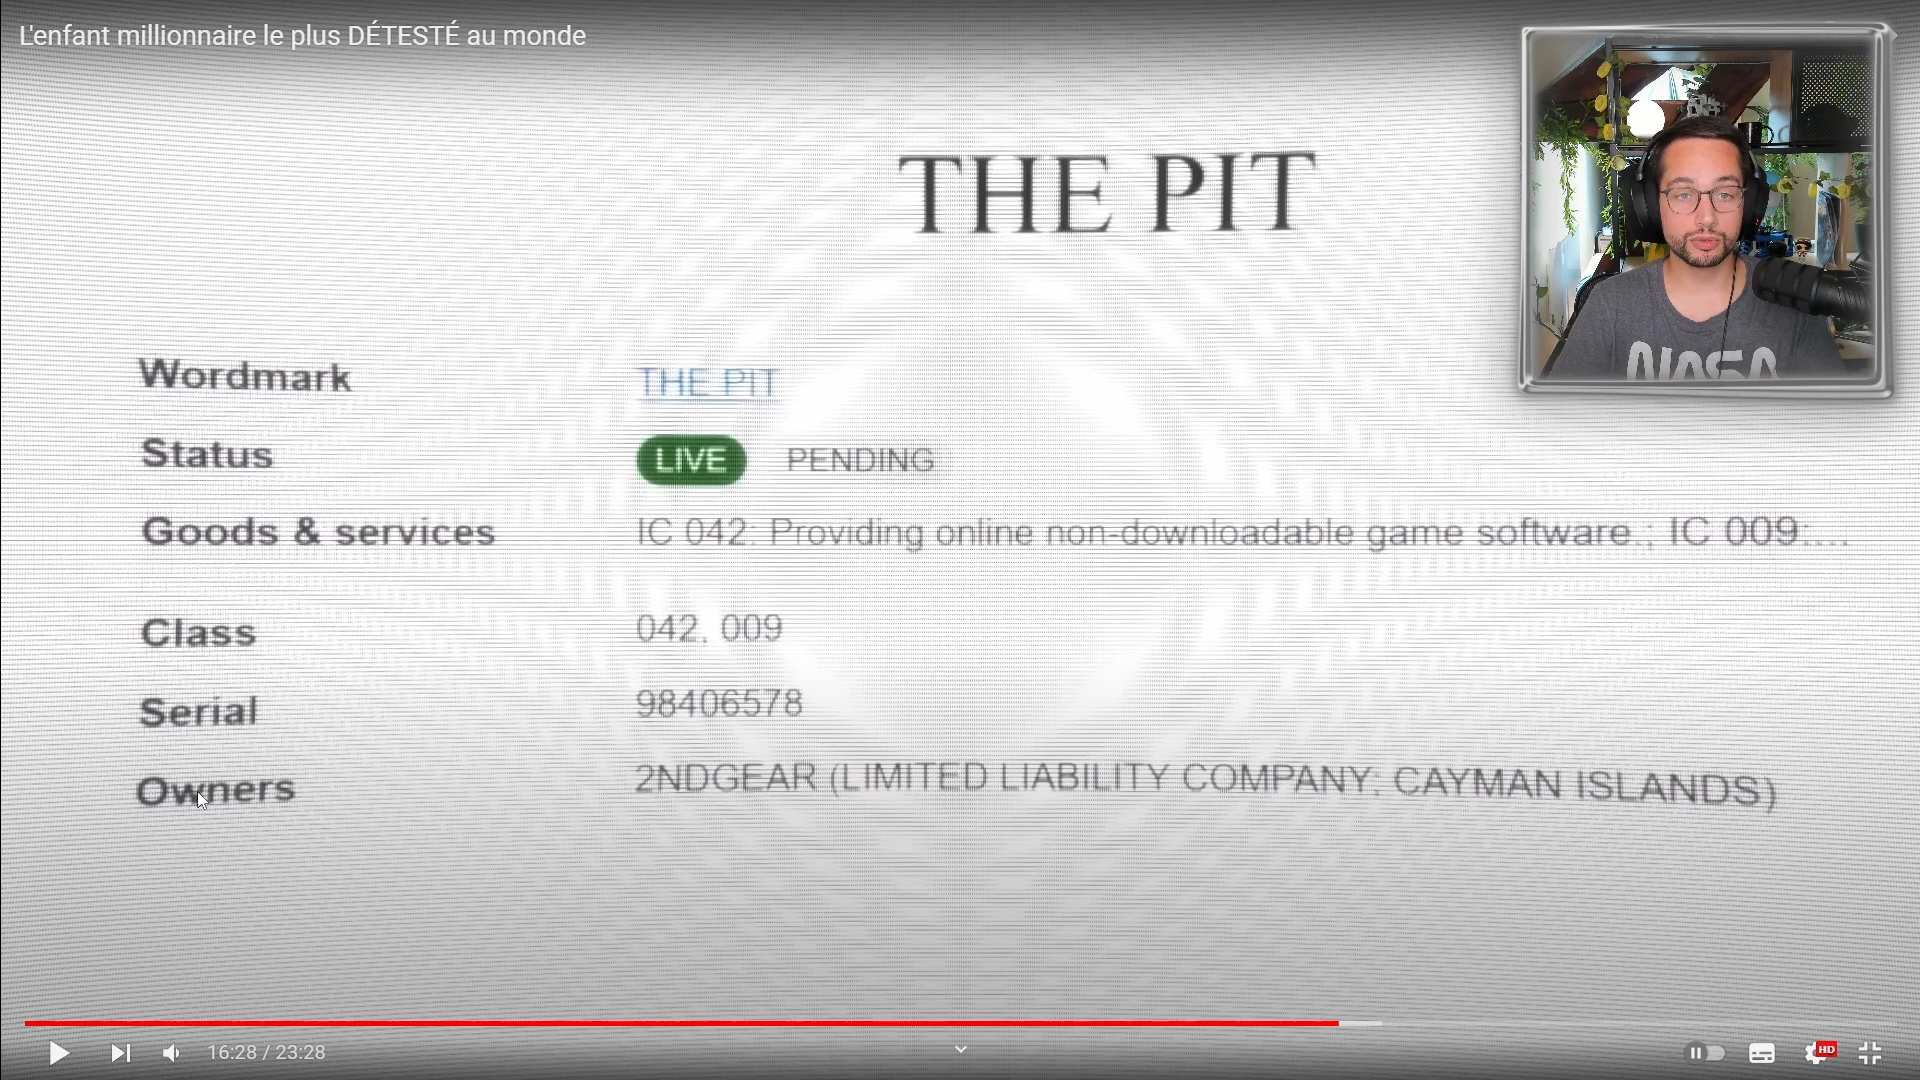 L'enfant millionnaire le plus DÉTESTÉ au monde
THE PIT
Wordmark THE PIT
Status LIVE PENDING
Goods & services IC 042: Providing online non-downloadable game software.; IC 009:....
Class 042, 009
Serial 98406578
Owners 2NDGEAR (LIMITED LIABILITY COMPANY; CAYMAN ISLANDS)
NASA
16:28 / 23:28
HD